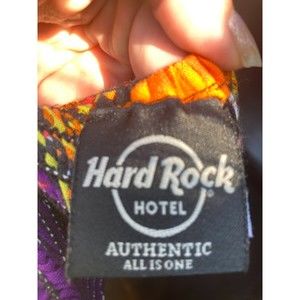 Hard Rock
HOTEL
®
AUTHENTIC
ALL IS ONE